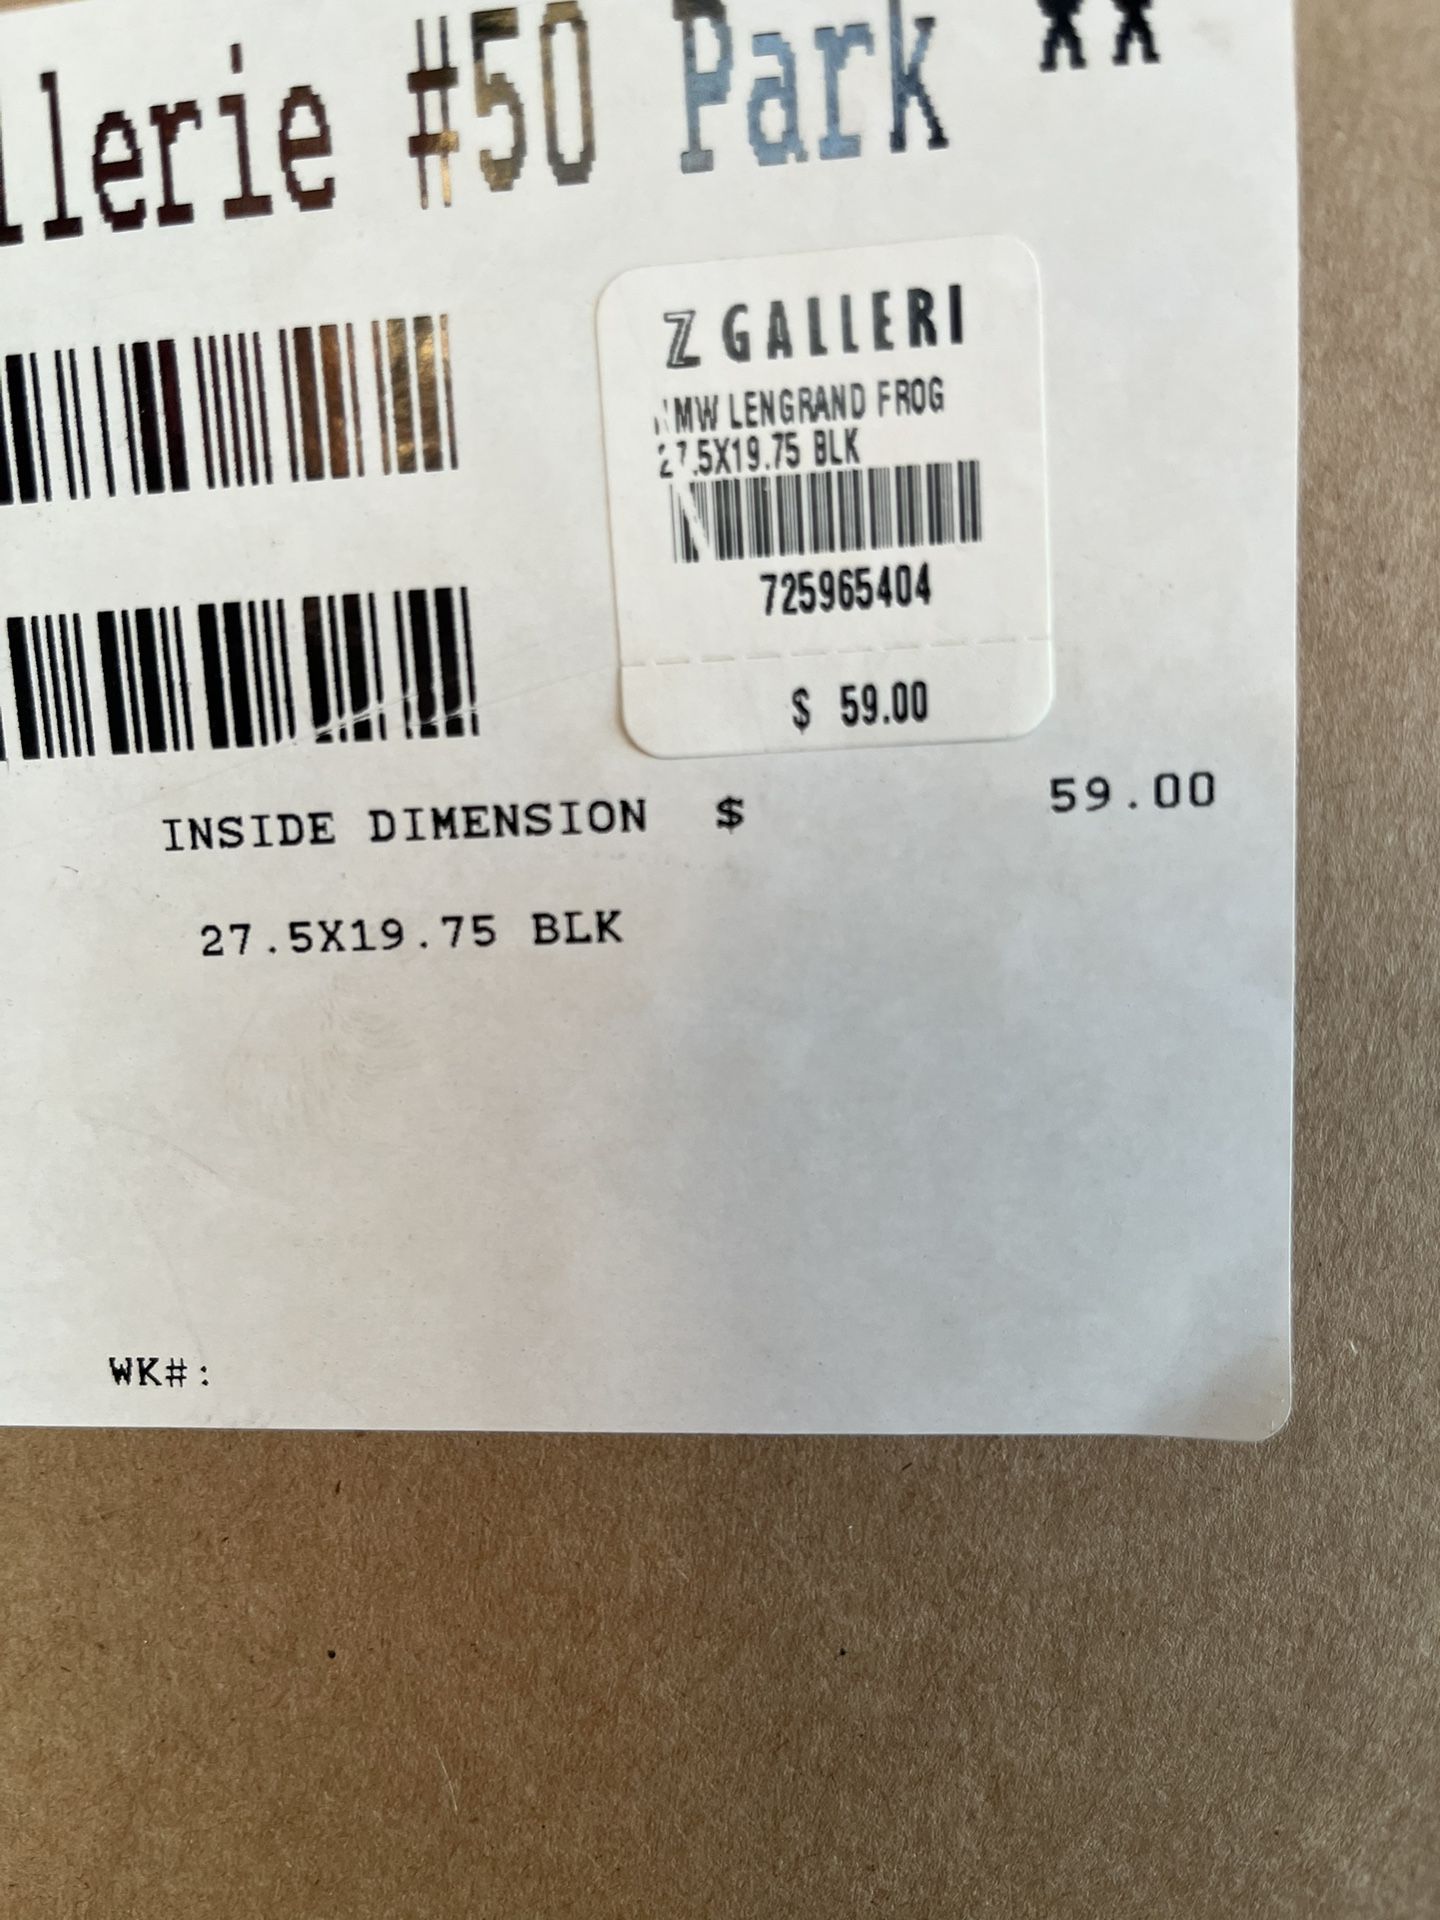 llerie #50 Park **
Z GALLERI
MW LENGRAND FROG
27.5X19.75 BLK
725965404
$ 59.00
INSIDE DIMENSION $ 59.00
27.5X19.75 BLK
WK#: